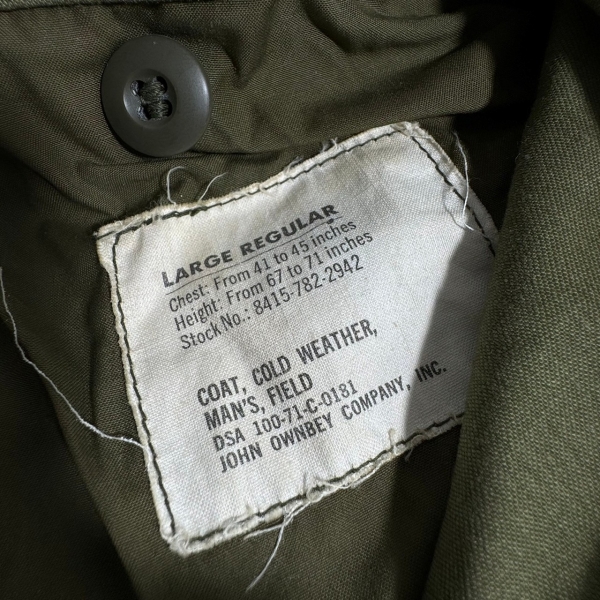 LARGE REGULAR
Chest: From 41 to 45 inches
Height: From 67 to 71 inches
Stock No.: 8415-782-2942
COAT, COLD WEATHER,
MAN'S, FIELD
DSA 100-71-C-0181
JOHN OWNBEY COMPANY, INC.